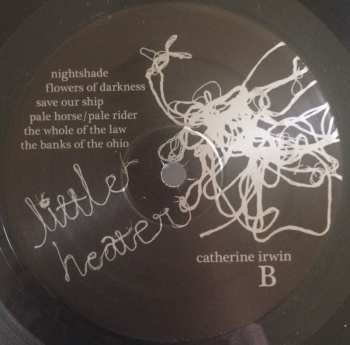 nightshade
flowers of darkness
save our ship
pale horse/pale rider
the whole of the law
the banks of the ohio
little
heater
catherine irwin
B